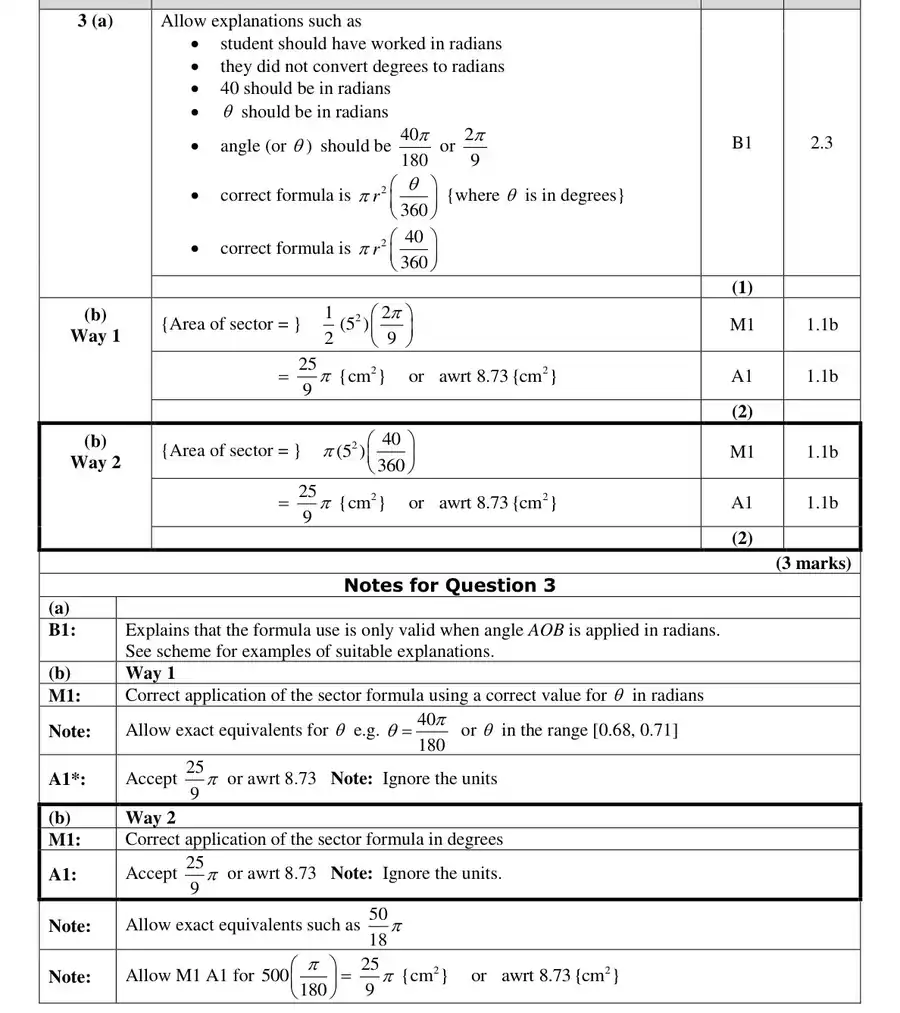 3 (a) Allow explanations such as
• student should have worked in radians
• they did not convert degrees to radians
• 40 should be in radians
• θ should be in radians
• angle (or θ) should be 40π/180 or 2π/9
B1 2.3
• correct formula is πr²(θ/360) {where θ is in degrees}
• correct formula is πr²(40/360)
(1)
(b)
Way 1
{Area of sector = } 1/2 (5²)(2π/9) M1 1.1b
= 25/9 π {cm²} or awrt 8.73 {cm²} A1 1.1b
(2)
(b)
Way 2
{Area of sector = } π(5²)(40/360) M1 1.1b
= 25/9 π {cm²} or awrt 8.73 {cm²} A1 1.1b
(2)
(3 marks)
Notes for Question 3
(a)
B1: Explains that the formula use is only valid when angle AOB is applied in radians.
See scheme for examples of suitable explanations.
(b) Way 1
M1: Correct application of the sector formula using a correct value for θ in radians
Note: Allow exact equivalents for θ e.g. θ = 40π/180 or θ in the range [0.68, 0.71]
A1*: Accept 25/9 π or awrt 8.73 Note: Ignore the units
(b) Way 2
M1: Correct application of the sector formula in degrees
A1: Accept 25/9 π or awrt 8.73 Note: Ignore the units.
Note: Allow exact equivalents such as 50/18 π
Note: Allow M1 A1 for 500(π/180) = 25/9 π {cm²} or awrt 8.73 {cm²}